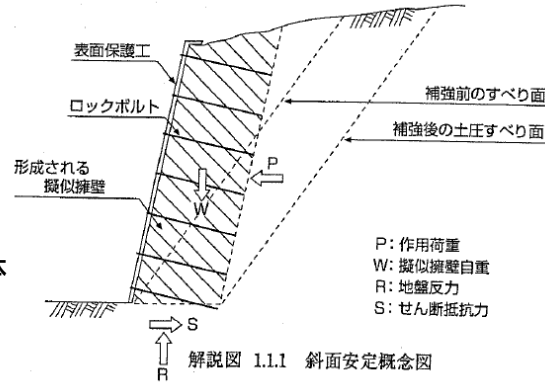 表面保護工
ロックボルト
形成される
擬似擁壁
補強前のすべり面
補強後の土圧すべり面
P
W
体
P：作用荷重
W：擬似擁壁自重
R：地盤反力
S：せん断抵抗力
S
R
解説図 1.1.1 斜面安定概念図